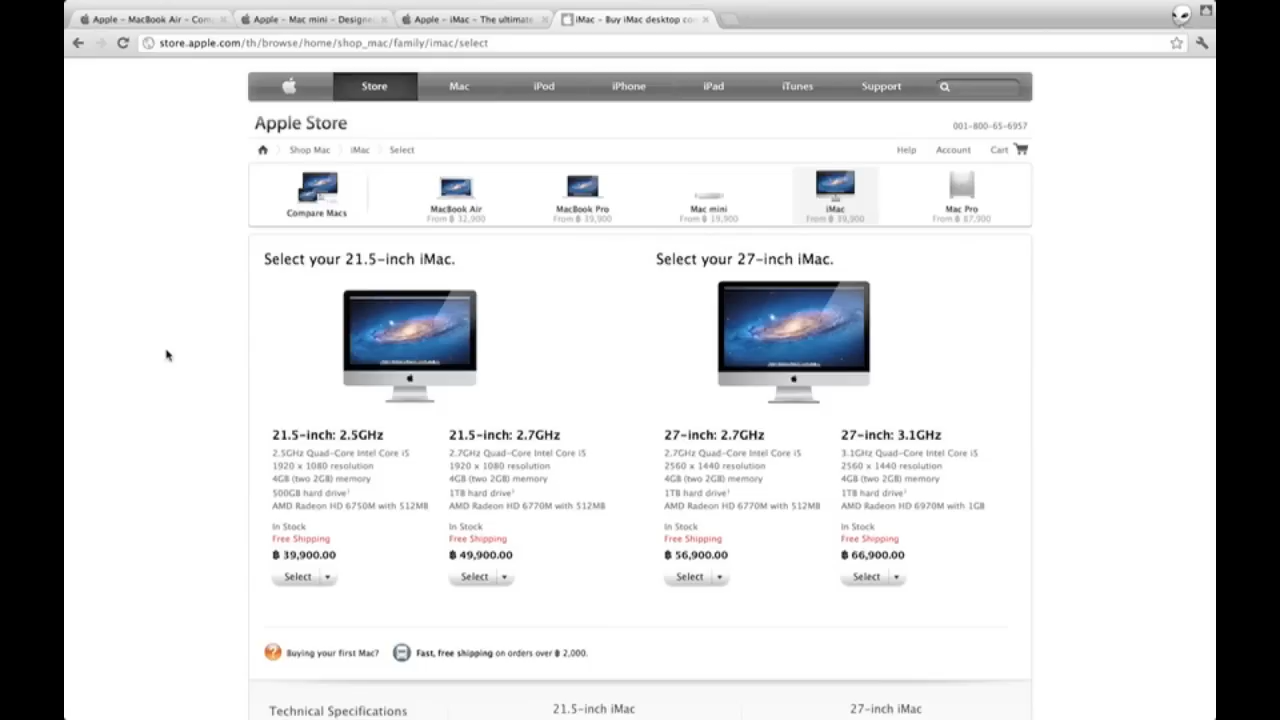 Apple - MacBook Air - Com
Apple - Mac mini - Designe
Apple - iMac - The ultimate
iMac - Buy iMac desktop co
store.apple.com/th/browse/home/shop_mac/family/imac/select
Store Mac iPod iPhone iPad iTunes Support
Apple Store
001-800-65-6957
Shop Mac iMac Select Help Account Cart
Compare Macs
MacBook Air
From ฿ 32,900
MacBook Pro
From ฿ 39,900
Mac mini
From ฿ 19,900
iMac
From ฿ 39,900
Mac Pro
From ฿ 87,900
Select your 21.5-inch iMac.
Select your 27-inch iMac.
21.5-inch: 2.5GHz
2.5GHz Quad-Core Intel Core i5
1920 x 1080 resolution
4GB (two 2GB) memory
500GB hard drive¹
AMD Radeon HD 6750M with 512MB
In Stock
Free Shipping
฿ 39,900.00
Select
21.5-inch: 2.7GHz
2.7GHz Quad-Core Intel Core i5
1920 x 1080 resolution
4GB (two 2GB) memory
1TB hard drive¹
AMD Radeon HD 6770M with 512MB
In Stock
Free Shipping
฿ 49,900.00
Select
27-inch: 2.7GHz
2.7GHz Quad-Core Intel Core i5
2560 x 1440 resolution
4GB (two 2GB) memory
1TB hard drive¹
AMD Radeon HD 6770M with 512MB
In Stock
Free Shipping
฿ 56,900.00
Select
27-inch: 3.1GHz
3.1GHz Quad-Core Intel Core i5
2560 x 1440 resolution
4GB (two 2GB) memory
1TB hard drive¹
AMD Radeon HD 6970M with 1GB
In Stock
Free Shipping
฿ 66,900.00
Select
Buying your first Mac?
Fast, free shipping on orders over ฿ 2,000.
Technical Specifications 21.5-inch iMac 27-inch iMac